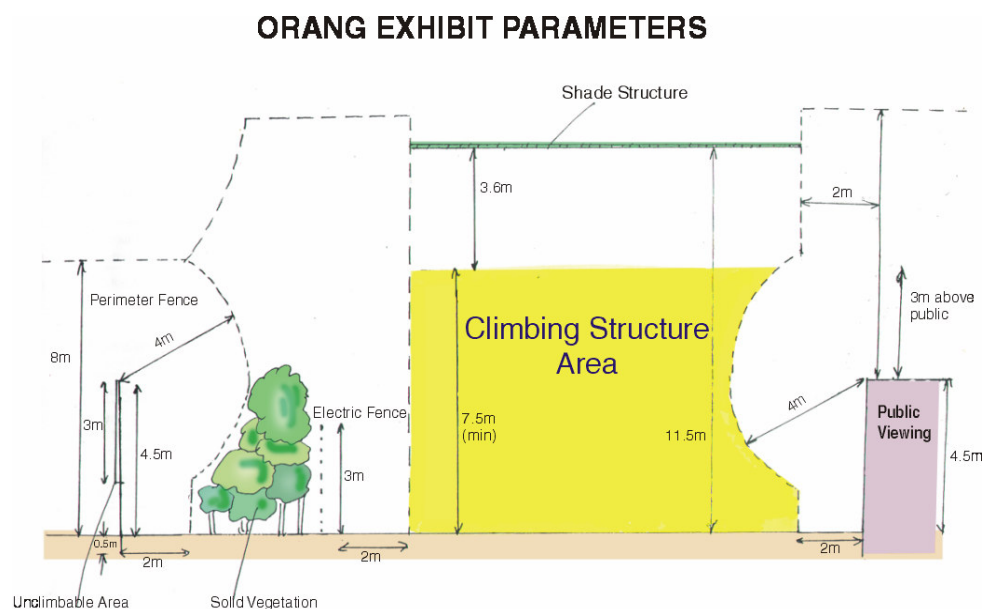 ORANG EXHIBIT PARAMETERS
Shade Structure
3.6m
2m
Perimeter Fence
3m above
public
4m
8m
Climbing Structure
Area
Electric Fence
7.5m
(min)
11.5m
4m
Public
Viewing
3m
4.5m
3m
4.5m
0.5m
2m
2m
2m
Unclimbable Area
Solid Vegetation